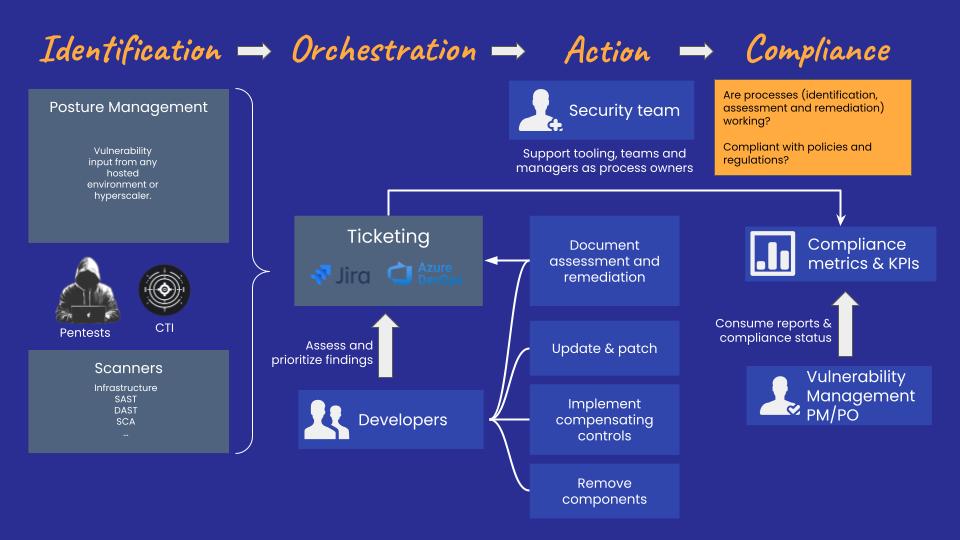 Identification
Orchestration
Action
Compliance
Posture Management
Vulnerability
input from any
hosted
environment or
hyperscaler.
Pentests
CTI
Scanners
Infrastructure
SAST
DAST
SCA
...
Ticketing
Jira
Azure
DevOps
Assess and
prioritize findings
Developers
Security team
Support tooling, teams and
managers as process owners
Document
assessment and
remediation
Update & patch
Implement
compensating
controls
Remove
components
Are processes (identification,
assessment and remediation)
working?
Compliant with policies and
regulations?
Compliance
metrics & KPIs
Consume reports &
compliance status
Vulnerability
Management
PM/PO